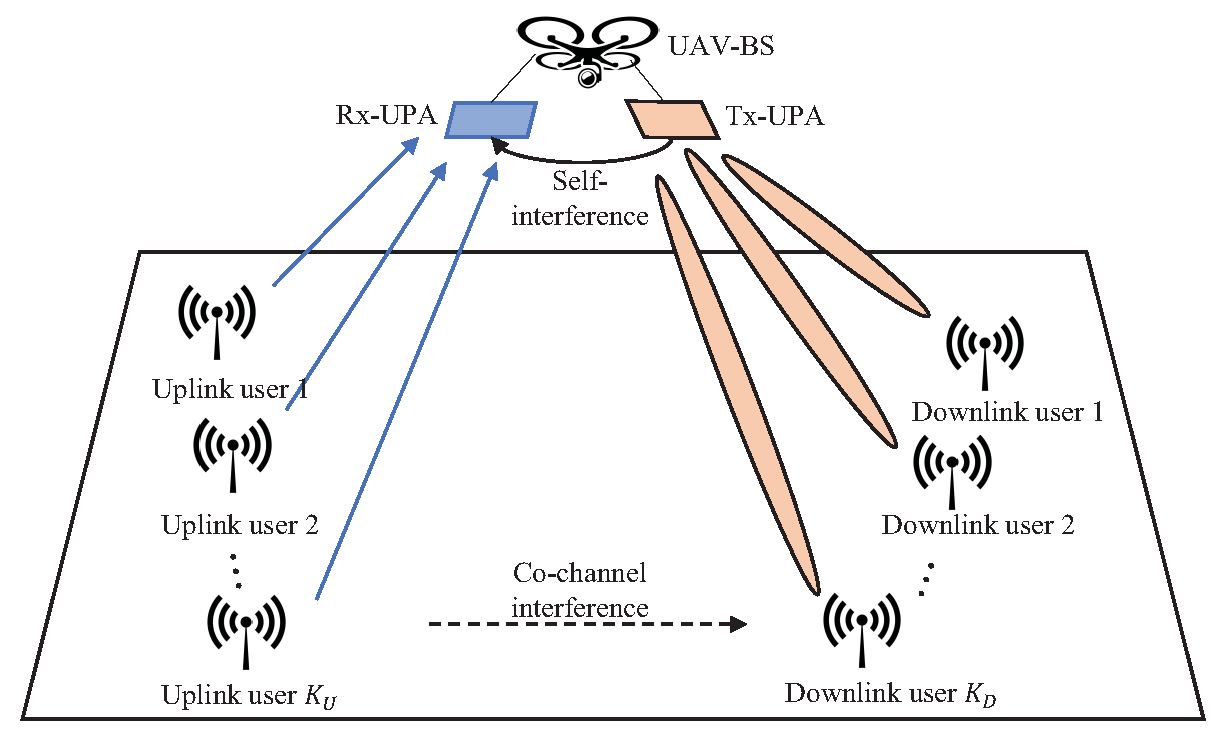 UAV-BS
Rx-UPA
Tx-UPA
Self-
interference
Uplink user 1
Downlink user 1
Uplink user 2
Downlink user 2
Co-channel
interference
Uplink user K_U
Downlink user K_D